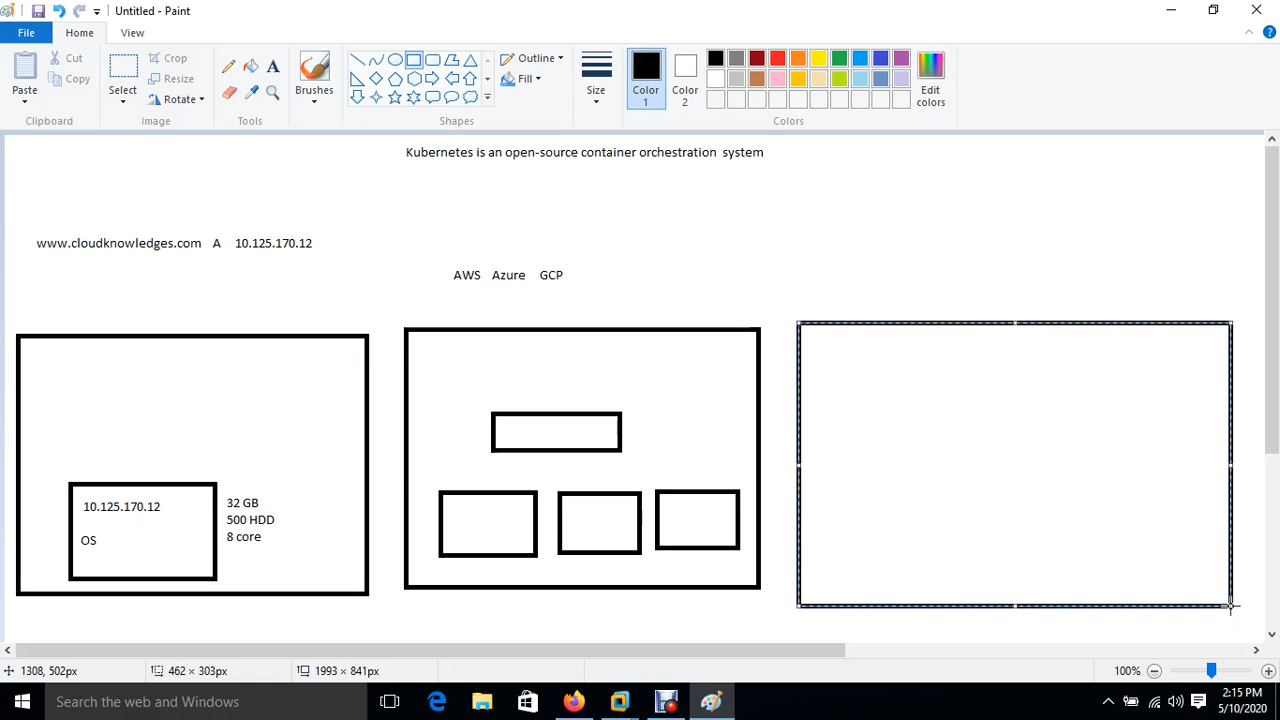 Untitled - Paint
File Home View
Paste
Cut
Copy
Clipboard
Select
Crop
Resize
Rotate
Image
Tools
Brushes
Outline
Fill
Shapes
Size
Color 1
Color 2
Edit colors
Colors
Kubernetes is an open-source container orchestration system
www.cloudknowledges.com A 10.125.170.12
AWS Azure GCP
10.125.170.12
OS
32 GB
500 HDD
8 core
1308, 502px
462 × 303px
1993 × 841px
100%
Search the web and Windows
2:15 PM
5/10/2020